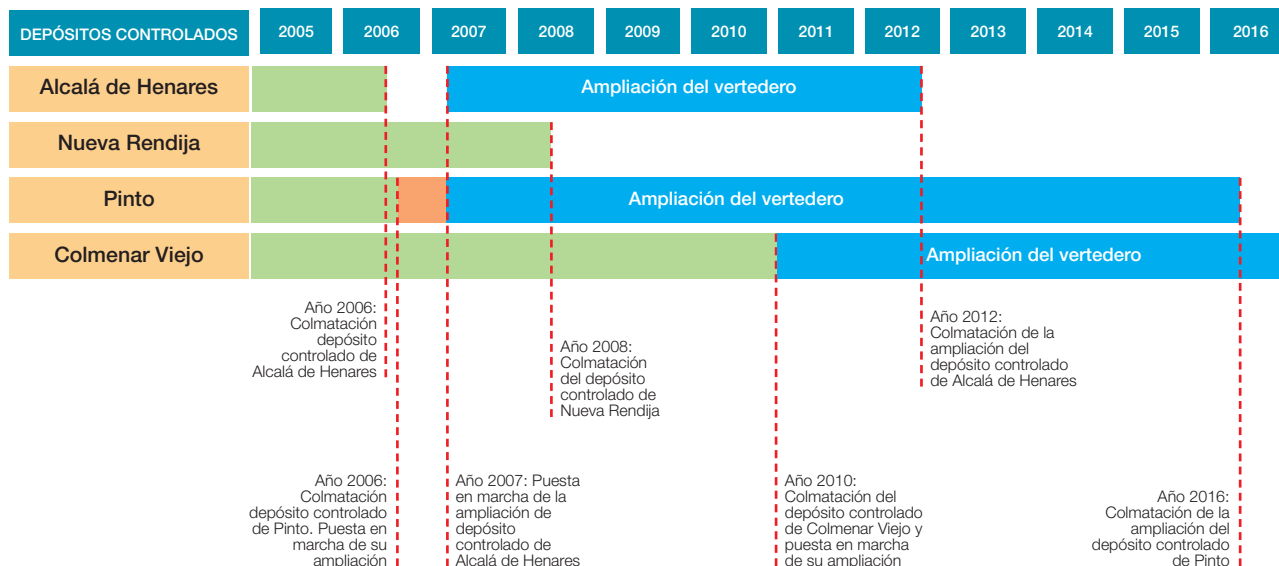 DEPÓSITOS CONTROLADOS
2005
2006
2007
2008
2009
2010
2011
2012
2013
2014
2015
2016
Alcalá de Henares
Ampliación del vertedero
Nueva Rendija
Pinto
Ampliación del vertedero
Colmenar Viejo
Ampliación del vertedero
Año 2006:
Colmatación
depósito
controlado de
Alcalá de Henares
Año 2008:
Colmatación
del depósito
controlado de
Nueva Rendija
Año 2012:
Colmatación de la
ampliación del
depósito controlado
de Alcalá de Henares
Año 2006:
Colmatación
depósito controlado
de Pinto. Puesta en
marcha de su
ampliación
Año 2007: Puesta
en marcha de la
ampliación de
depósito
controlado de
Alcalá de Henares
Año 2010:
Colmatación del
depósito controlado
de Colmenar Viejo y
puesta en marcha
de su ampliación
Año 2016:
Colmatación de la
ampliación del
depósito controlado
de Pinto